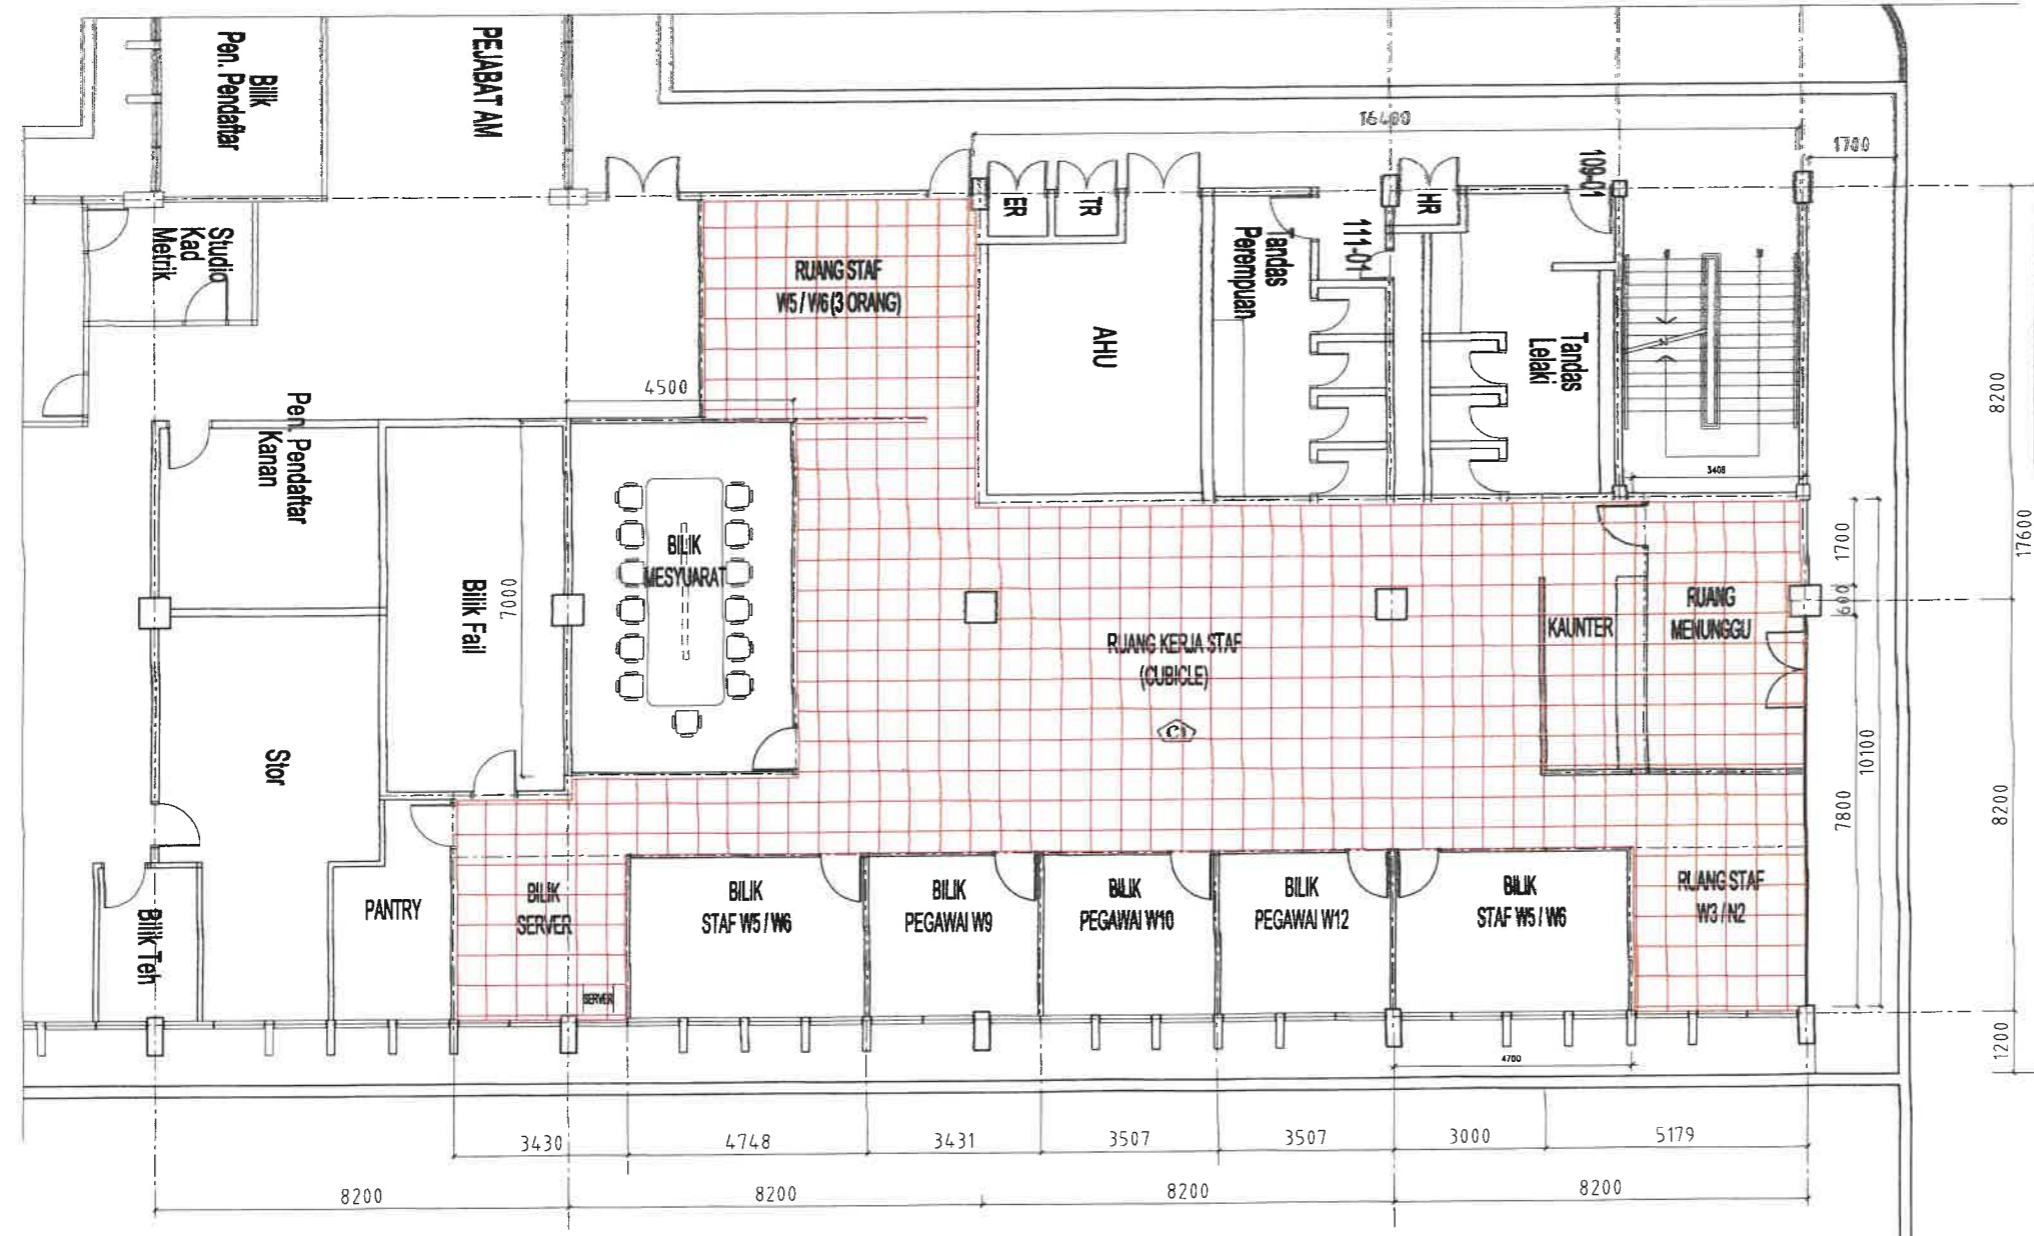 Bilik
Pen. Pendaftar
PEJABAT AM
16400
1700
109-01
ER
TR
HR
111-01
Studio
Kad
Metrik
RUANG STAF
W5 / W6 (3 ORANG)
Tandas
Perempuan
AHU
Tandas
Lelaki
8200
4500
Pen. Pendaftar
Kanan
3408
17600
1700
BILIK
MESYUARAT
7000
Bilik Fail
600
RUANG
MENUNGGU
KAUNTER
RUANG KERJA STAF
(CUBICLE)
C1
Stor
10100
7800
8200
BILIK
SERVER
SERVER
BILIK
STAF W5 / W6
BILIK
PEGAWAI W9
BILIK
PEGAWAI W10
BILIK
PEGAWAI W12
BILIK
STAF W5 / W6
RUANG STAF
W3 / N2
PANTRY
Bilik Teh
1200
4700
3430
4748
3431
3507
3507
3000
5179
8200
8200
8200
8200